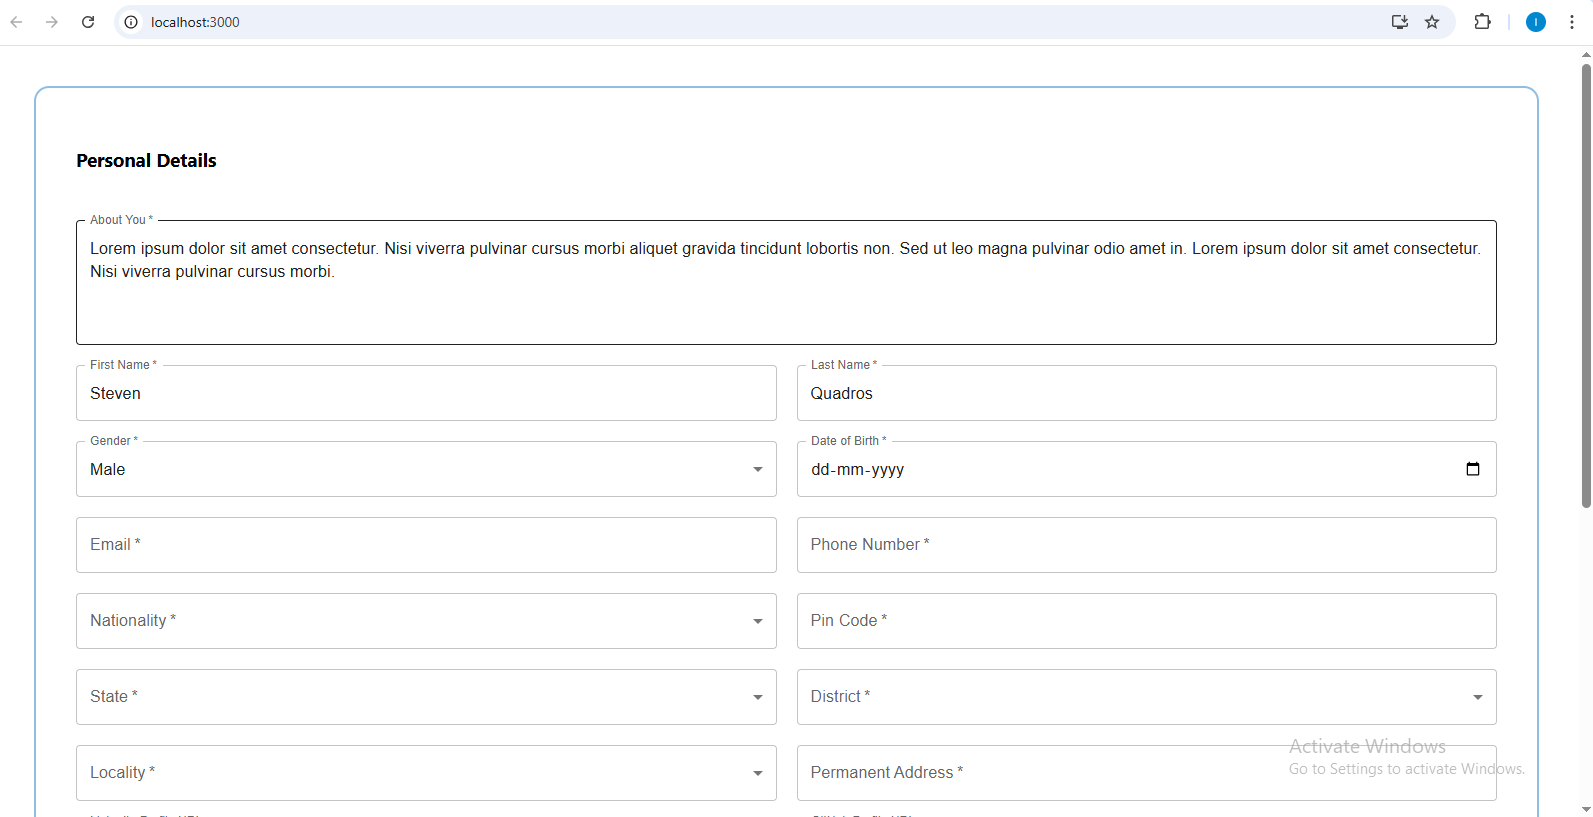 localhost:3000
I
Personal Details
About You *
Lorem ipsum dolor sit amet consectetur. Nisi viverra pulvinar cursus morbi aliquet gravida tincidunt lobortis non. Sed ut leo magna pulvinar odio amet in. Lorem ipsum dolor sit amet consectetur.
Nisi viverra pulvinar cursus morbi.
First Name *
Steven
Last Name *
Quadros
Gender *
Male
Date of Birth *
dd-mm-yyyy
Email *
Phone Number *
Nationality *
Pin Code *
State *
District *
Locality *
Permanent Address *
Activate Windows
Go to Settings to activate Windows.